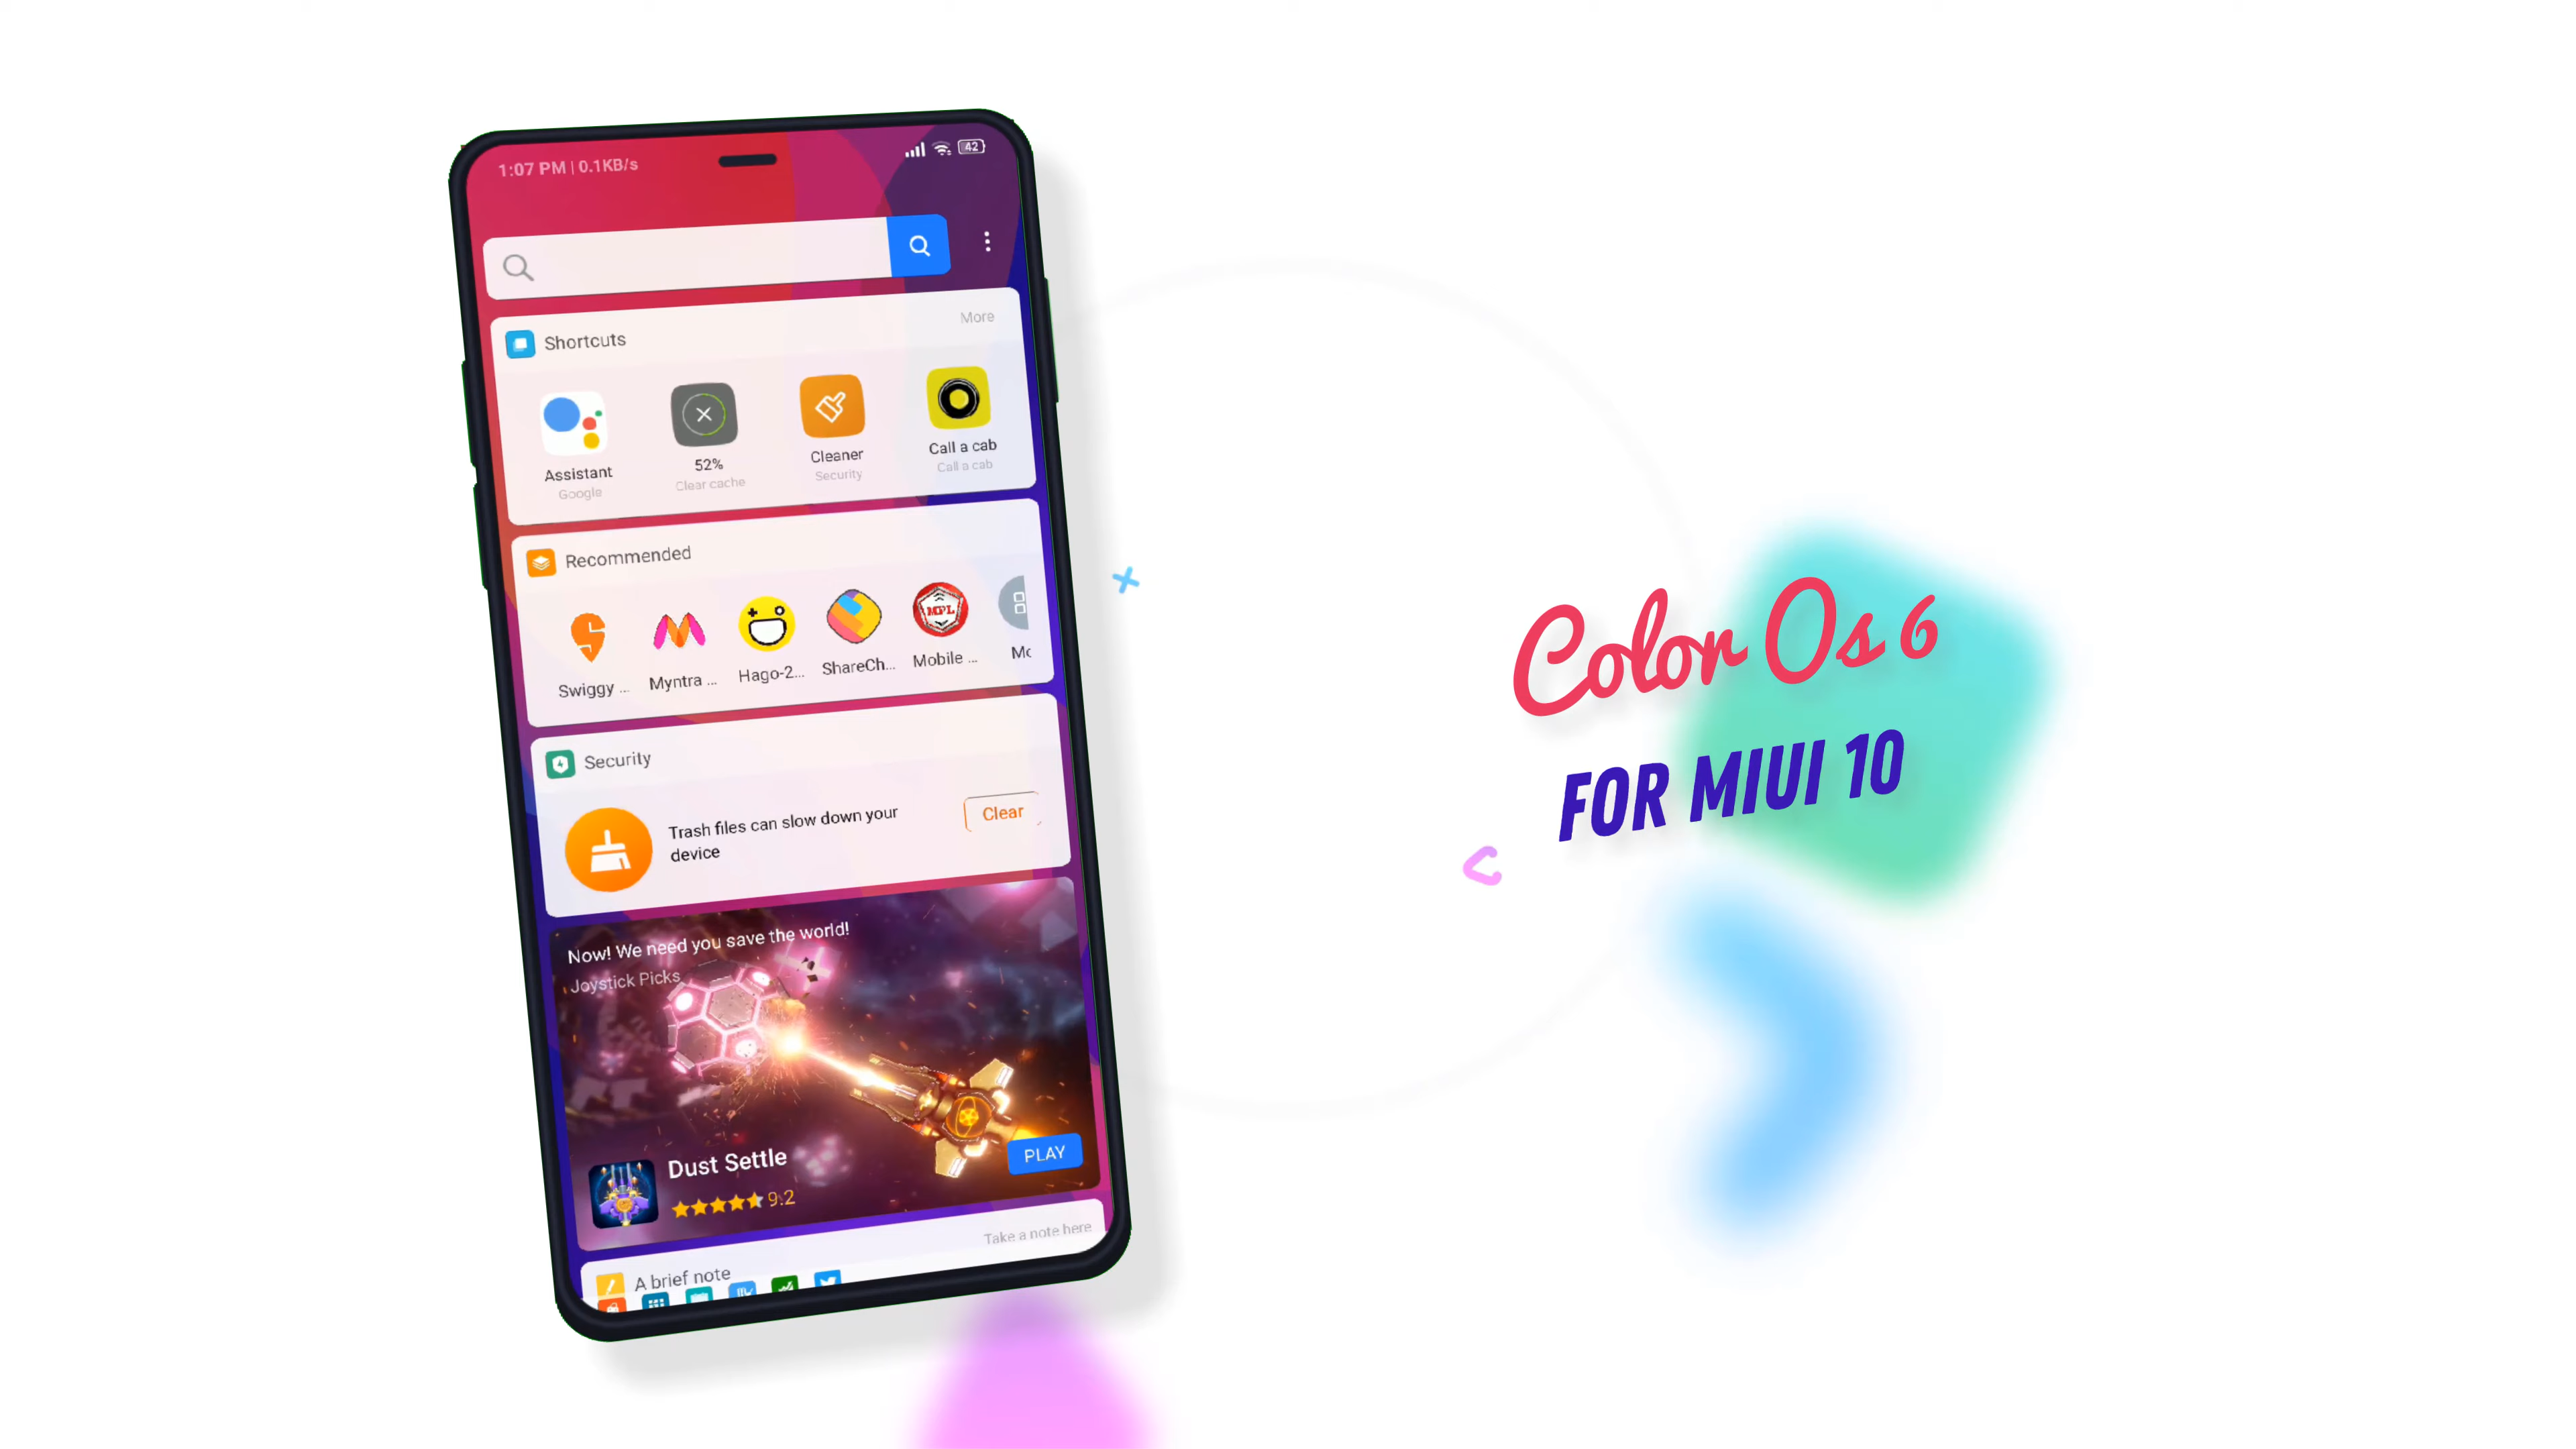 1:07 PM | 0.1KB/s
42
Shortcuts
More
Assistant
Google
52%
Clear cache
Cleaner
Security
Call a cab
Call a cab
Recommended
Swiggy ...
Myntra ...
Hago-2...
ShareCh...
MPL
Mobile ...
Mc
Security
Trash files can slow down your
device
Clear
Now! We need you save the world!
Joystick Picks
Dust Settle
9.2
PLAY
A brief note
Take a note here
Color Os 6
FOR MIUI 10